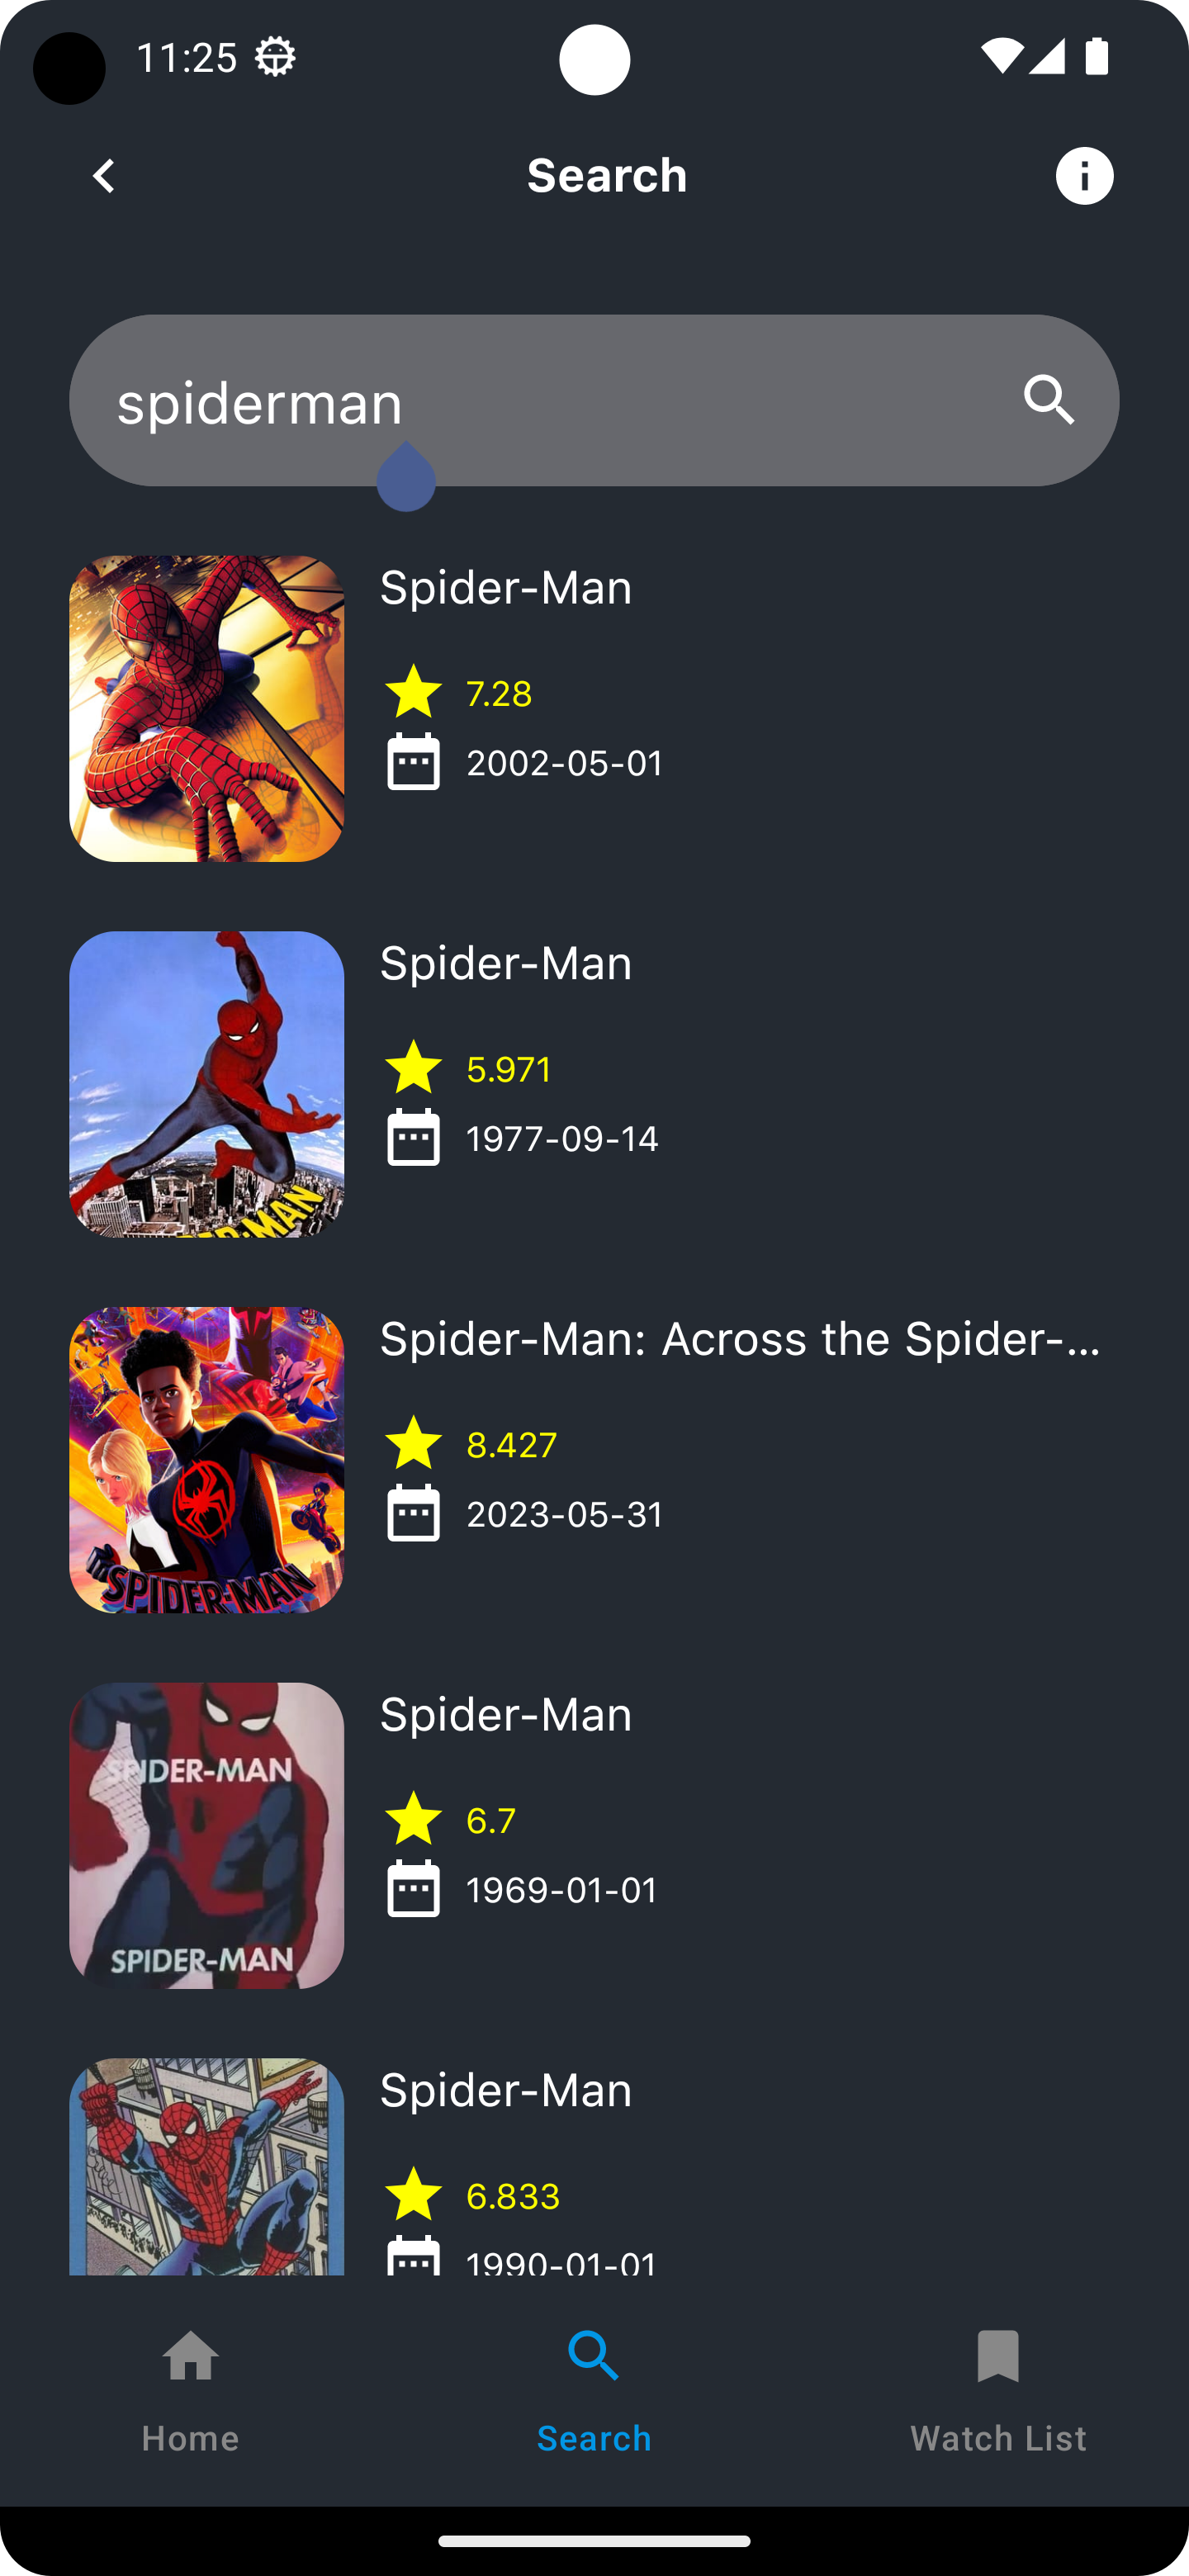 11:25
Search
spiderman
Spider-Man
7.28
2002-05-01
Spider-Man
5.971
1977-09-14
DER-MAN
Spider-Man: Across the Spider-...
8.427
2023-05-31
SPIDER-MAN
Spider-Man
6.7
1969-01-01
SPIDER-MAN
SPIDER-MAN
Spider-Man
6.833
1990-01-01
Home
Search
Watch List